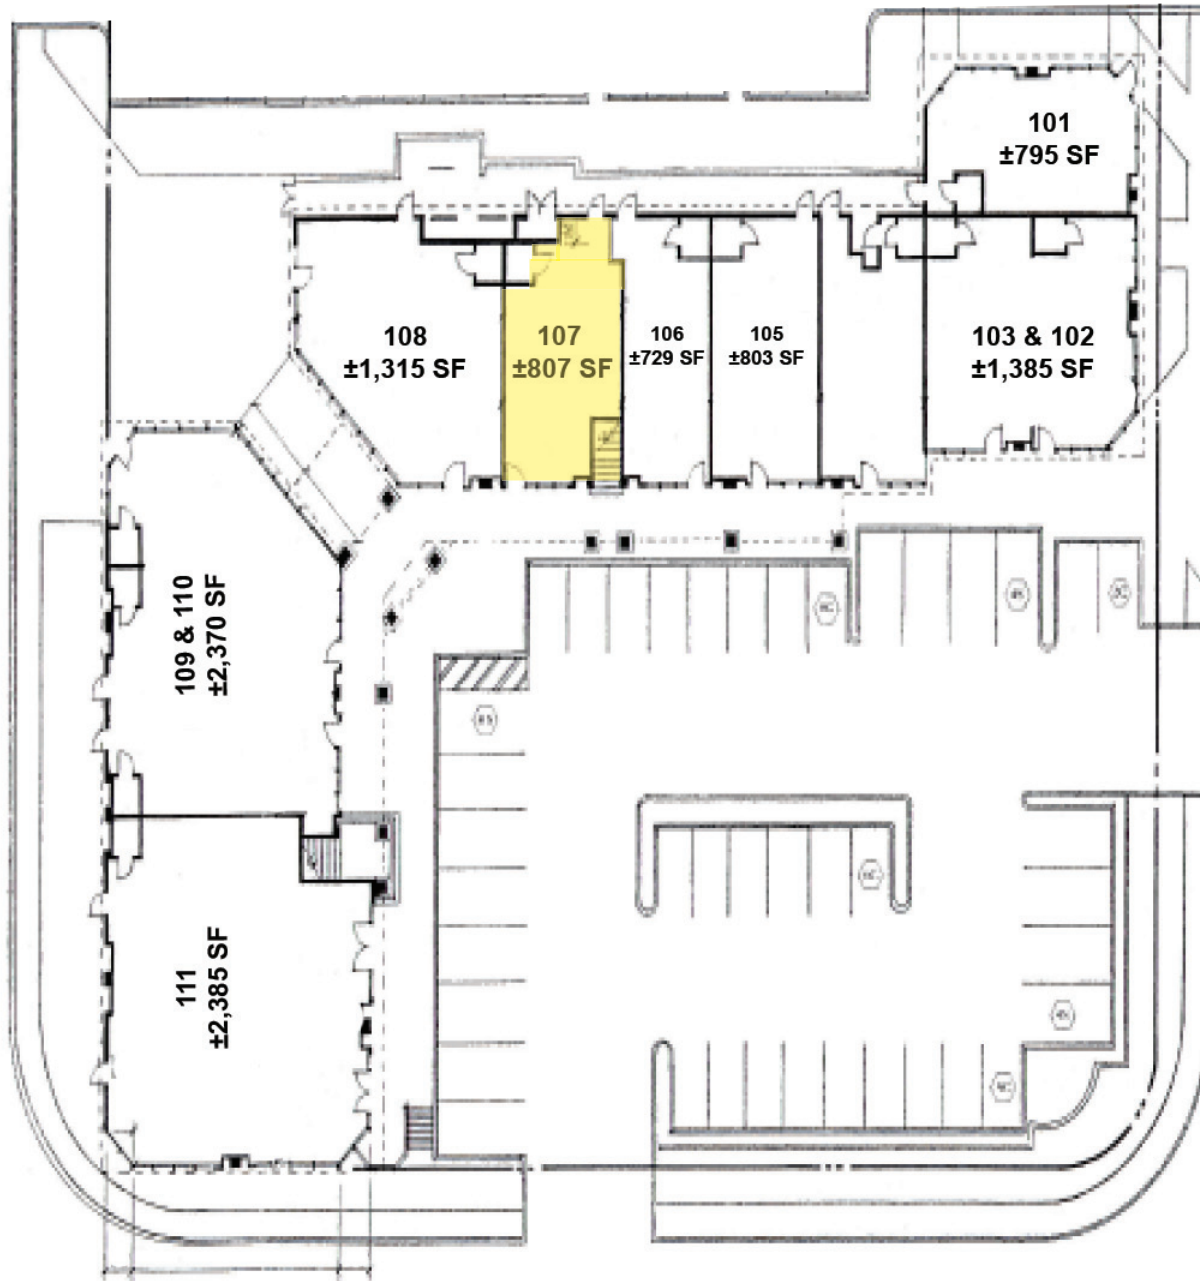 101
±795 SF
108
±1,315 SF
107
±807 SF
106
±729 SF
105
±803 SF
103 & 102
±1,385 SF
109 & 110
±2,370 SF
111
±2,385 SF